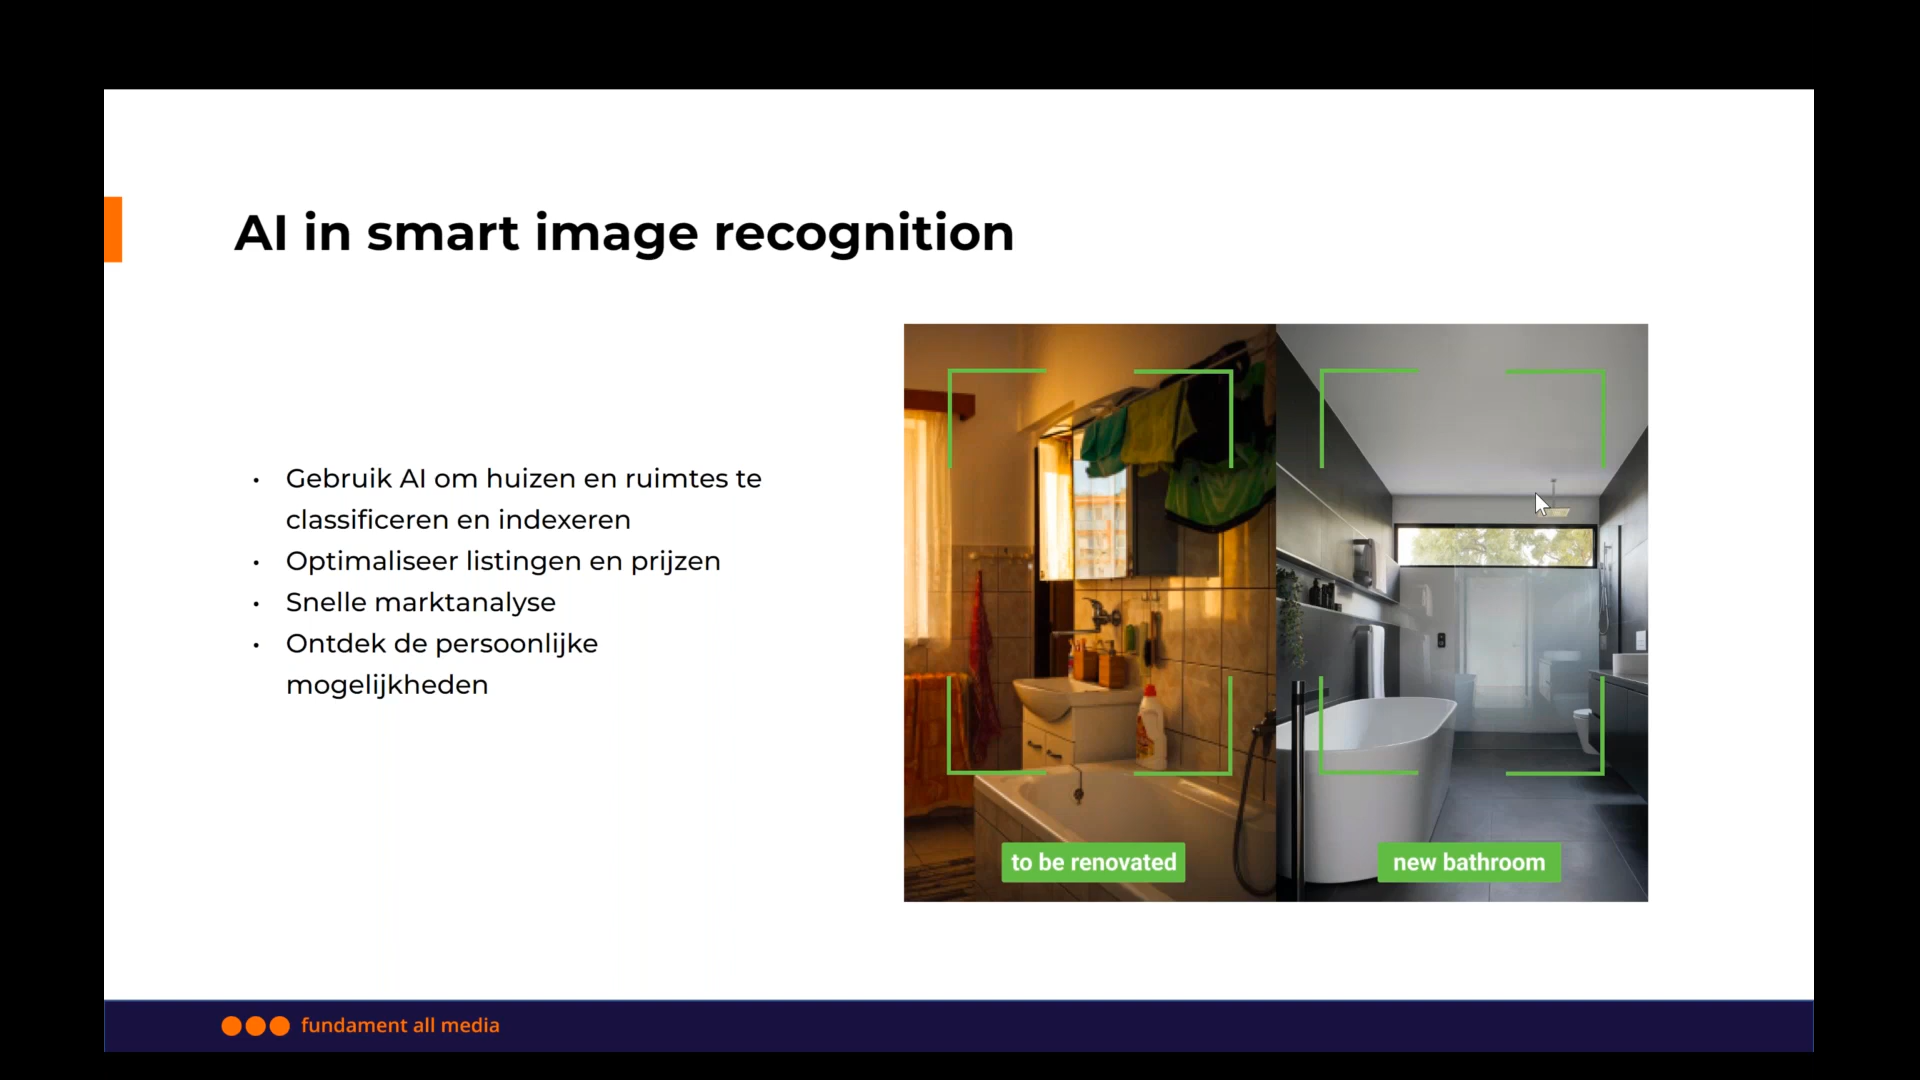 AI in smart image recognition
• Gebruik AI om huizen en ruimtes te
classificeren en indexeren
• Optimaliseer listingen en prijzen
• Snelle marktanalyse
• Ontdek de persoonlijke
mogelijkheden
to be renovated
new bathroom
fundament all media